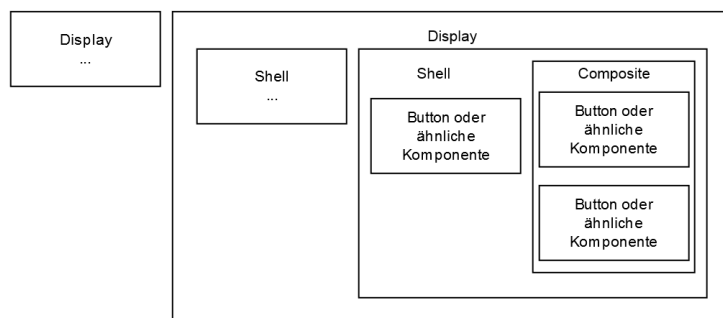 Display
...
Display
Shell
...
Shell
Button oder
ähnliche
Komponente
Composite
Button oder
ähnliche
Komponente
Button oder
ähnliche
Komponente